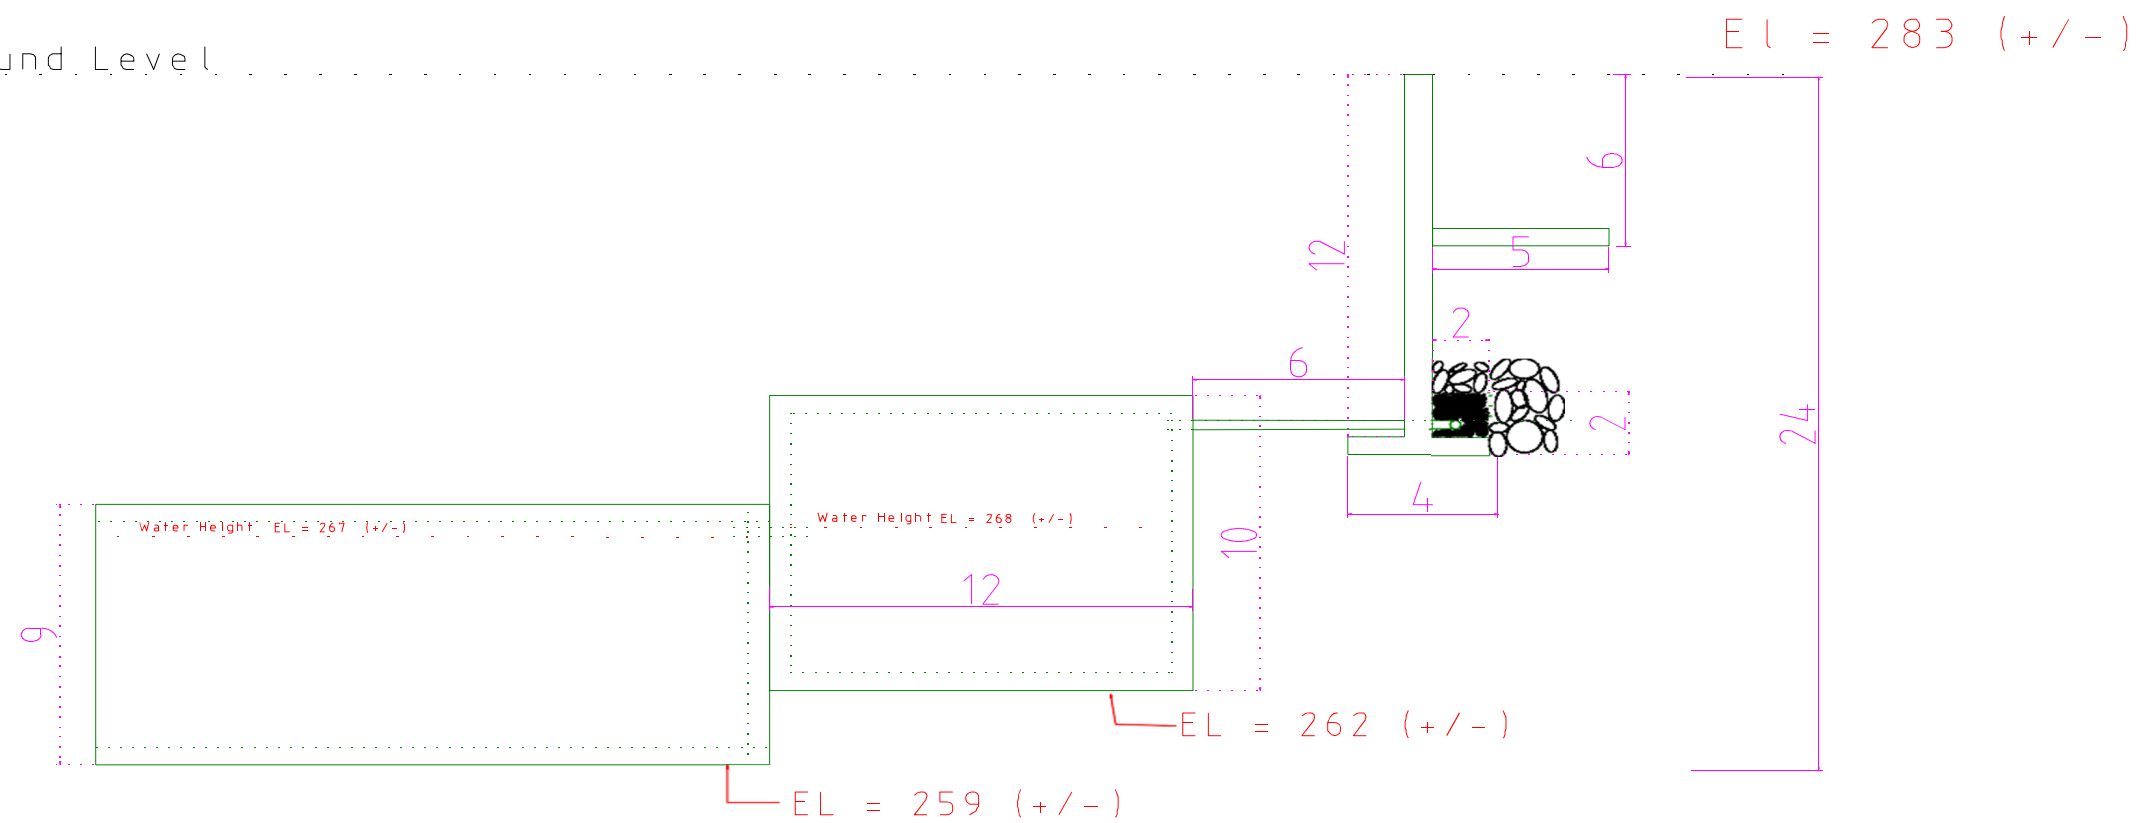 El = 283 (+/-)
und Level
6
12
5
2
6
2
24
4
Water Height EL = 267 (+/-)
Water Height EL = 268 (+/-)
10
12
9
EL = 262 (+/-)
EL = 259 (+/-)